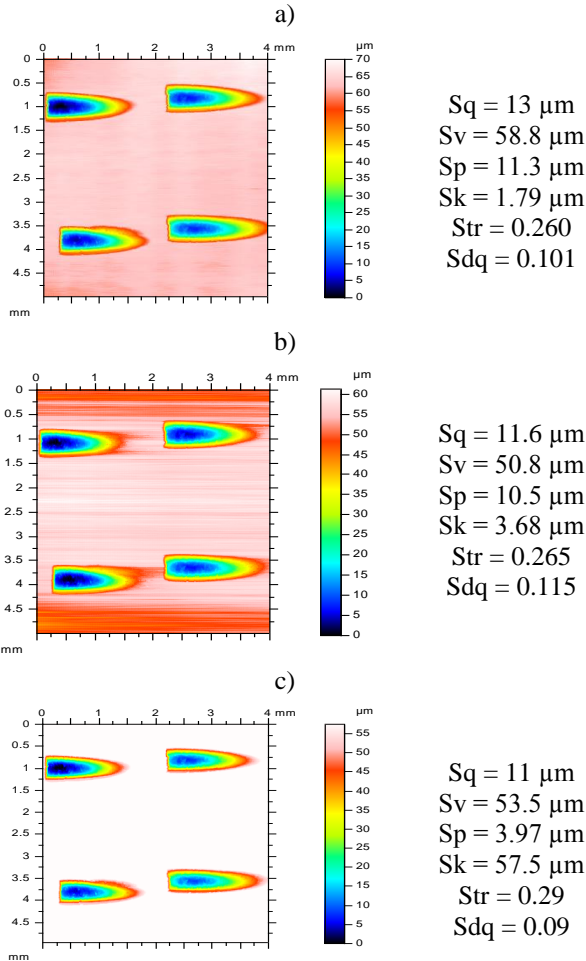 a)
0 1 2 3 4 mm
0
0.5
1
1.5
2
2.5
3
3.5
4
4.5
mm
µm
70
65
60
55
50
45
40
35
30
25
20
15
10
5
0
Sq = 13 µm
Sv = 58.8 µm
Sp = 11.3 µm
Sk = 1.79 µm
Str = 0.260
Sdq = 0.101
b)
0 1 2 3 4 mm
0
0.5
1
1.5
2
2.5
3
3.5
4
4.5
mm
µm
60
55
50
45
40
35
30
25
20
15
10
5
0
Sq = 11.6 µm
Sv = 50.8 µm
Sp = 10.5 µm
Sk = 3.68 µm
Str = 0.265
Sdq = 0.115
c)
0 1 2 3 4 mm
0
0.5
1
1.5
2
2.5
3
3.5
4
4.5
mm
µm
55
50
45
40
35
30
25
20
15
10
5
0
Sq = 11 µm
Sv = 53.5 µm
Sp = 3.97 µm
Sk = 57.5 µm
Str = 0.29
Sdq = 0.09